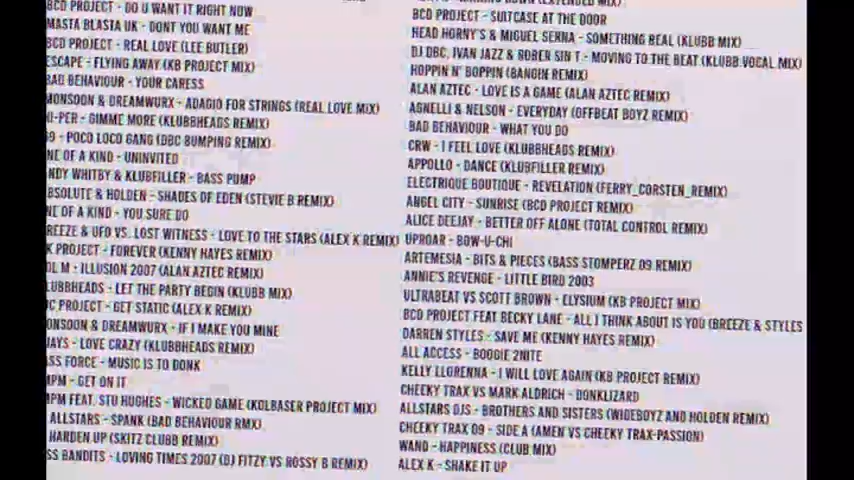 BCD PROJECT - DO U WANT IT RIGHT NOW
MASTA BLASTA UK - DONT YOU WANT ME
BCD PROJECT - REAL LOVE (LEE BUTLER)
ESCAPE - FLYING AWAY (KB PROJECT MIX)
BAD BEHAVIOUR - YOUR CARESS
MONSOON & DREAMWURX - ADAGIO FOR STRINGS (REAL LOVE MIX)
HI-PER - GIMME MORE (KLUBBHEADS REMIX)
69 - POCO LOCO GANG (DBC BUMPING REMIX)
NE OF A KIND - UNINVITED
NDY WHITBY & KLUBFILLER - BASS PUMP
BSOLUTE & HOLDEN - SHADES OF EDEN (STEVIE B REMIX)
NE OF A KIND - YOU SURE DO
REEZE & UFO VS. LOST WITNESS - LOVE TO THE STARS (ALEX K REMIX)
K PROJECT - FOREVER (KENNY HAYES REMIX)
OL M - ILLUSION 2007 (ALAN AZTEC REMIX)
LUBBHEADS - LET THE PARTY BEGIN (KLUBB MIX)
C PROJECT - GET STATIC (ALEX K REMIX)
ONSOON & DREAMWURX - IF I MAKE YOU MINE
JAYS - LOVE CRAZY (KLUBBHEADS REMIX)
SS FORCE - MUSIC IS TO DONK
MPM - GET ON IT
MPM FEAT. STU HUGHES - WICKED GAME (KOLBASER PROJECT MIX)
ALLSTARS - SPANK (BAD BEHAVIOUR RMX)
HARDEN UP (SKITZ CLUBB REMIX)
SS BANDITS - LOVING TIMES 2007 (DJ FITZY VS ROSSY B REMIX)
BCD PROJECT - SUITCASE AT THE DOOR
HEAD HORNY'S & MIGUEL SERNA - SOMETHING REAL (KLUBB MIX)
DJ DBC, IVAN JAZZ & SOBER SIN T - MOVING TO THE BEAT (KLUBB VOCAL MIX)
HOPPIN N' BOPPIN (BANGIN REMIX)
ALAN AZTEC - LOVE IS A GAME (ALAN AZTEC REMIX)
AGNELLI & NELSON - EVERYDAY (OFFBEAT BOYZ REMIX)
BAD BEHAVIOUR - WHAT YOU DO
CRW - I FEEL LOVE (KLUBBHEADS REMIX)
APPOLLO - DANCE (KLUBFILLER REMIX)
ELECTRIQUE BOUTIQUE - REVELATION (FERRY_CORSTEN_REMIX)
ANGEL CITY - SUNRISE (BCD PROJECT REMIX)
ALICE DEEJAY - BETTER OFF ALONE (TOTAL CONTROL REMIX)
UPROAR - BOW-U-CHI
ARTEMESIA - BITS & PIECES (BASS STOMPERZ 09 REMIX)
ANNIE'S REVENGE - LITTLE BIRD 2003
ULTRABEAT VS SCOTT BROWN - ELYSIUM (KB PROJECT MIX)
BCD PROJECT FEAT BECKY LANE - ALL I THINK ABOUT IS YOU (BREEZE & STYLES
DARREN STYLES - SAVE ME (KENNY HAYES REMIX)
ALL ACCESS - BOOGIE 2NITE
KELLY LLORENNA - I WILL LOVE AGAIN (KB PROJECT REMIX)
CHEEKY TRAX VS MARK ALDRICH - DONKLIZARD
ALLSTARS DJS - BROTHERS AND SISTERS (WIDEBOYZ AND HOLDEN REMIX)
CHEEKY TRAX 09 - SIDE A (AMEN VS CHEEKY TRAX-PASSION)
WAND - HAPPINESS (CLUB MIX)
ALEX K - SHAKE IT UP